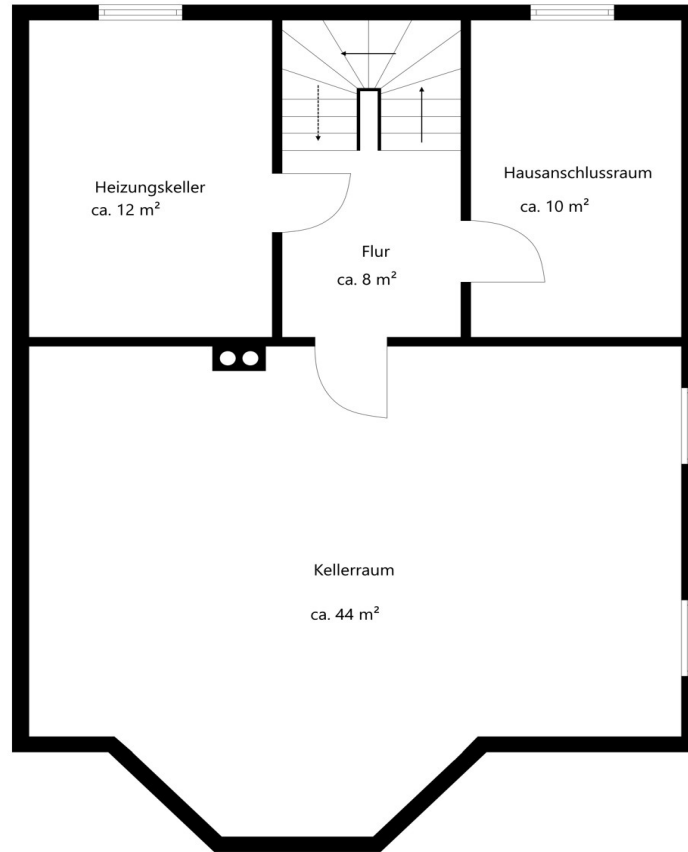 Heizungskeller
ca. 12 m²
Hausanschlussraum
ca. 10 m²
Flur
ca. 8 m²
Kellerraum
ca. 44 m²